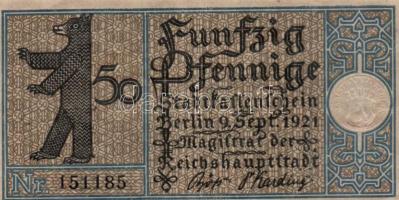 Funfzig
50 Pfennige
Stadtkassenschein
Berlin 9. Sept. 1921
Magistrat der
Reichshauptstadt
Nr. 151185